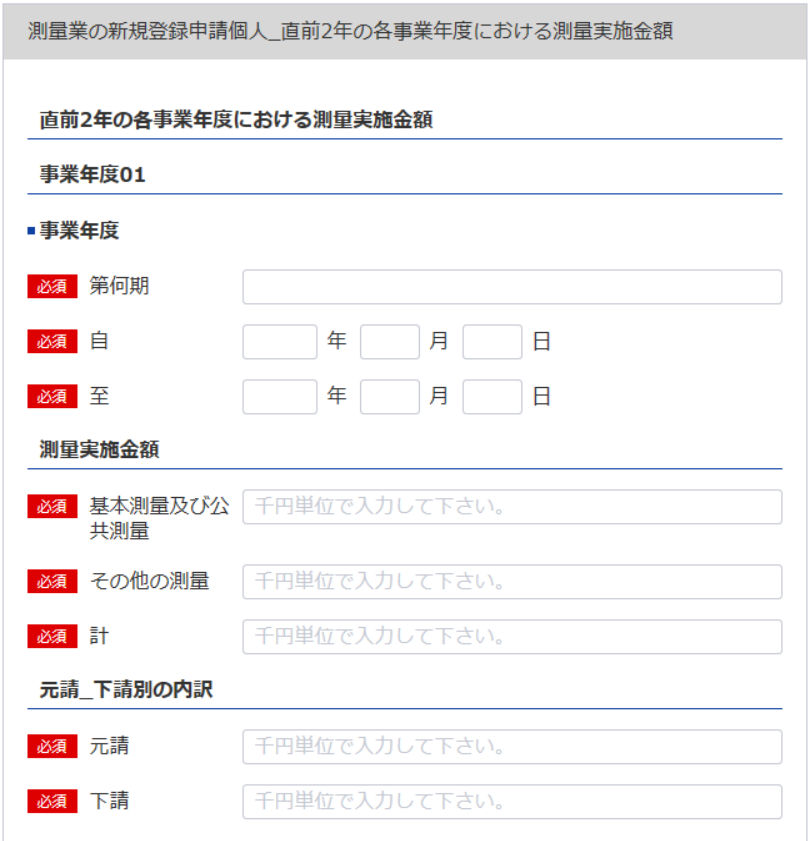 測量業の新規登録申請個人_直前2年の各事業年度における測量実施金額
直前2年の各事業年度における測量実施金額
事業年度01
事業年度
必須 第何期
必須 自 年 月 日
必須 至 年 月 日
測量実施金額
必須 基本測量及び公 千円単位で入力して下さい。
共測量
必須 その他の測量 千円単位で入力して下さい。
必須 計 千円単位で入力して下さい。
元請_下請別の内訳
必須 元請 千円単位で入力して下さい。
必須 下請 千円単位で入力して下さい。